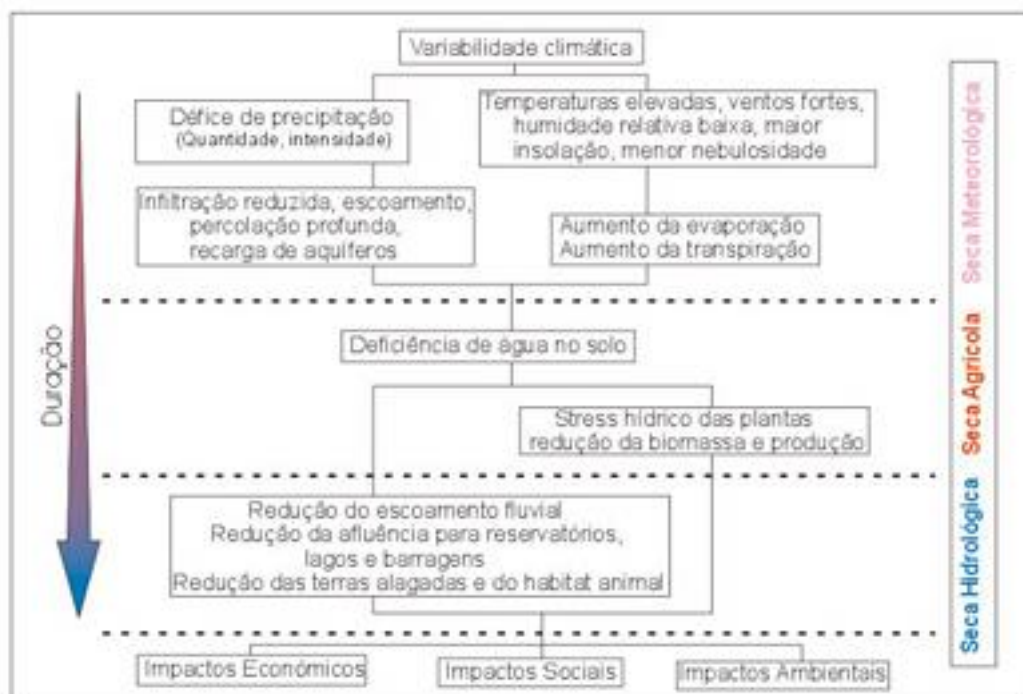 Variabilidade climática
Défice de precipitação
(Quantidade, intensidade)
Temperaturas elevadas, ventos fortes,
humidade relativa baixa, maior
insolação, menor nebulosidade
Infiltração reduzida, escoamento,
percolação profunda,
recarga de aquíferos
Aumento da evaporação
Aumento da transpiração
Seca Meteorológica
Duração
Deficiência de água no solo
Stress hídrico das plantas
redução da biomassa e produção
Seca Agrícola
Redução do escoamento fluvial
Redução da afluência para reservatórios,
lagos e barragens
Redução das terras alagadas e do habitat animal
Seca Hidrológica
Impactos Económicos
Impactos Sociais
Impactos Ambientais